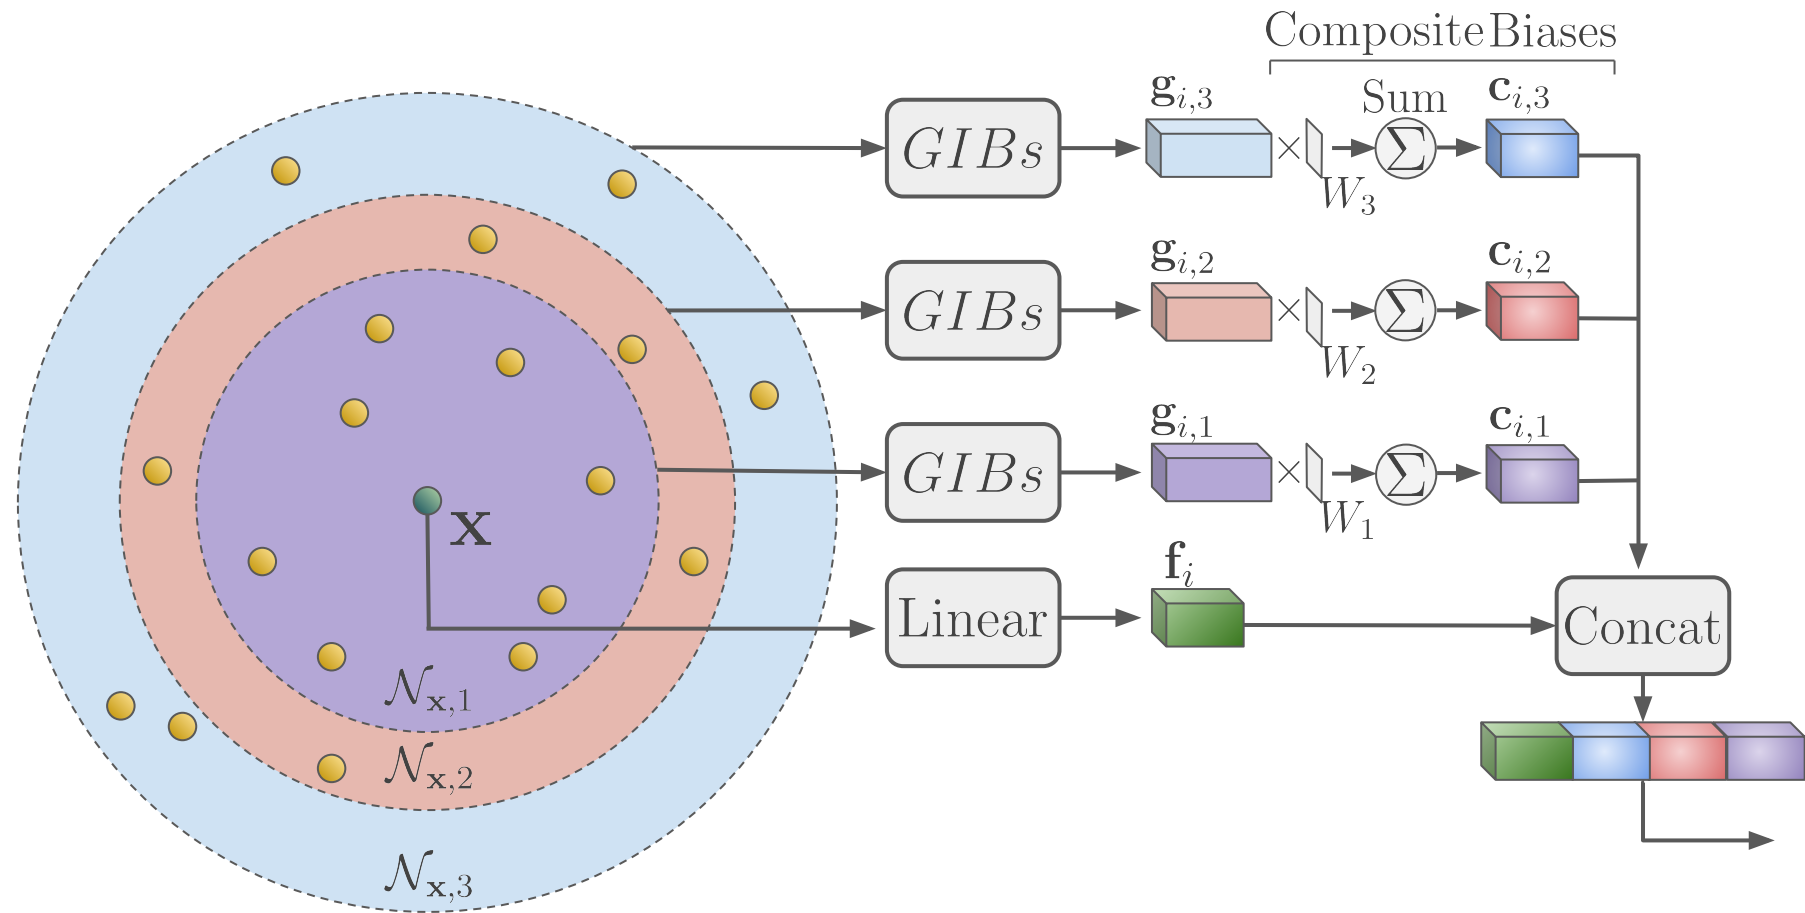 Composite Biases
g_{i,3}
Sum
c_{i,3}
GIBs
×
Σ
W_3
g_{i,2}
c_{i,2}
GIBs
×
Σ
W_2
g_{i,1}
c_{i,1}
GIBs
×
Σ
W_1
x
f_i
Linear
Concat
𝒩_{x,1}
𝒩_{x,2}
𝒩_{x,3}